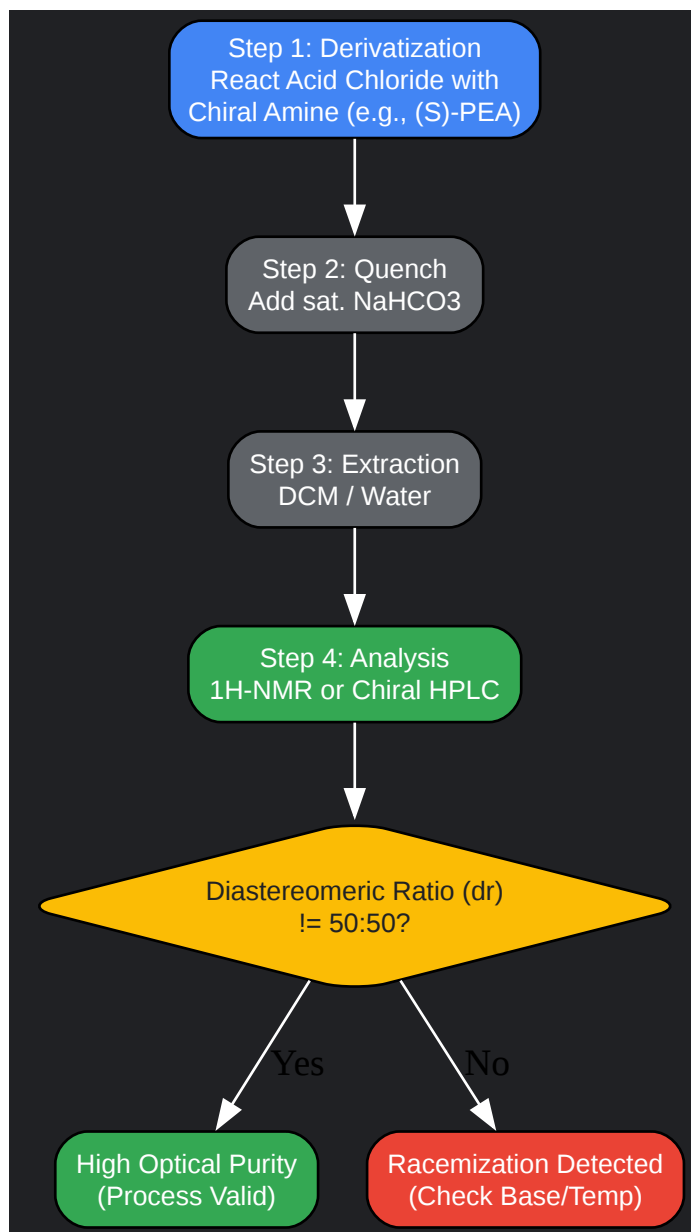 Step 1: Derivatization
React Acid Chloride with
Chiral Amine (e.g., (S)-PEA)
Step 2: Quench
Add sat. NaHCO3
Step 3: Extraction
DCM / Water
Step 4: Analysis
1H-NMR or Chiral HPLC
Diastereomeric Ratio (dr)
!= 50:50?
Yes
No
High Optical Purity
(Process Valid)
Racemization Detected
(Check Base/Temp)